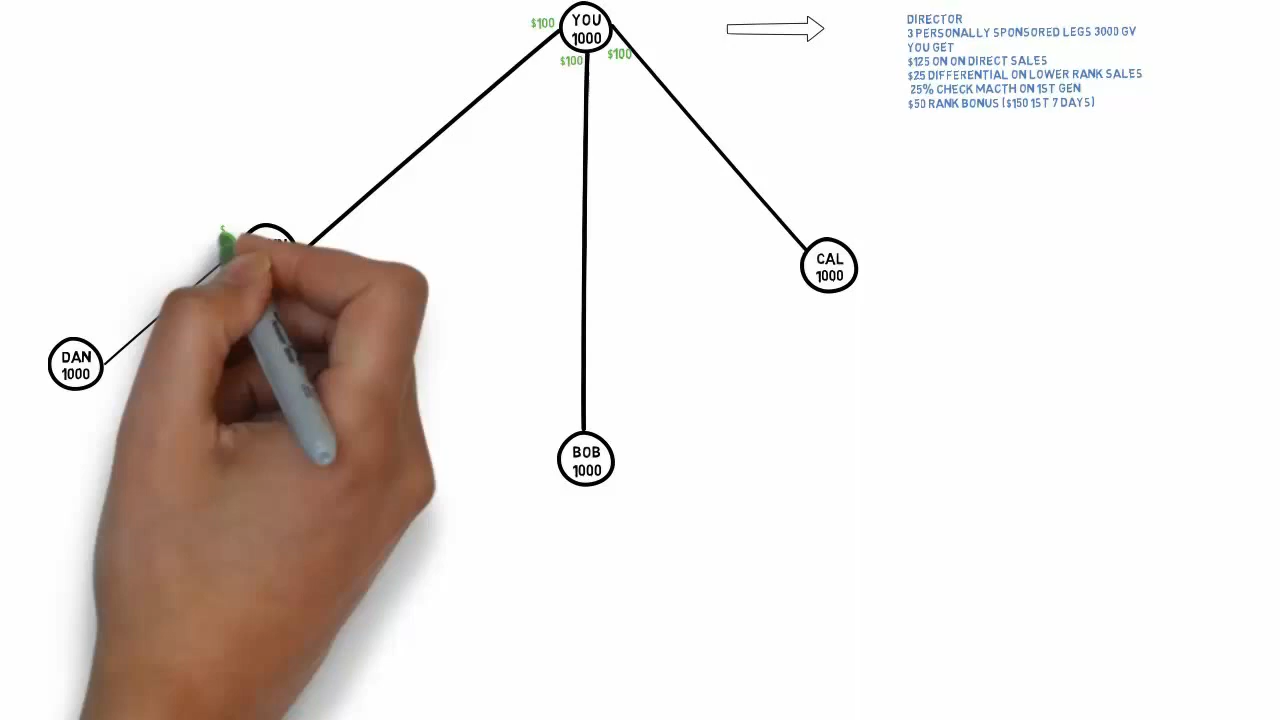 $100
YOU
1000
$100
$100
DIRECTOR
3 PERSONALLY SPONSORED LEGS 3000 GV
YOU GET
$125 ON ON DIRECT SALES
$25 DIFFERENTIAL ON LOWER RANK SALES
25% CHECK MACTH ON 1ST GEN
$50 RANK BONUS ($150 1ST 7 DAYS)
$
CAL
1000
DAN
1000
BOB
1000